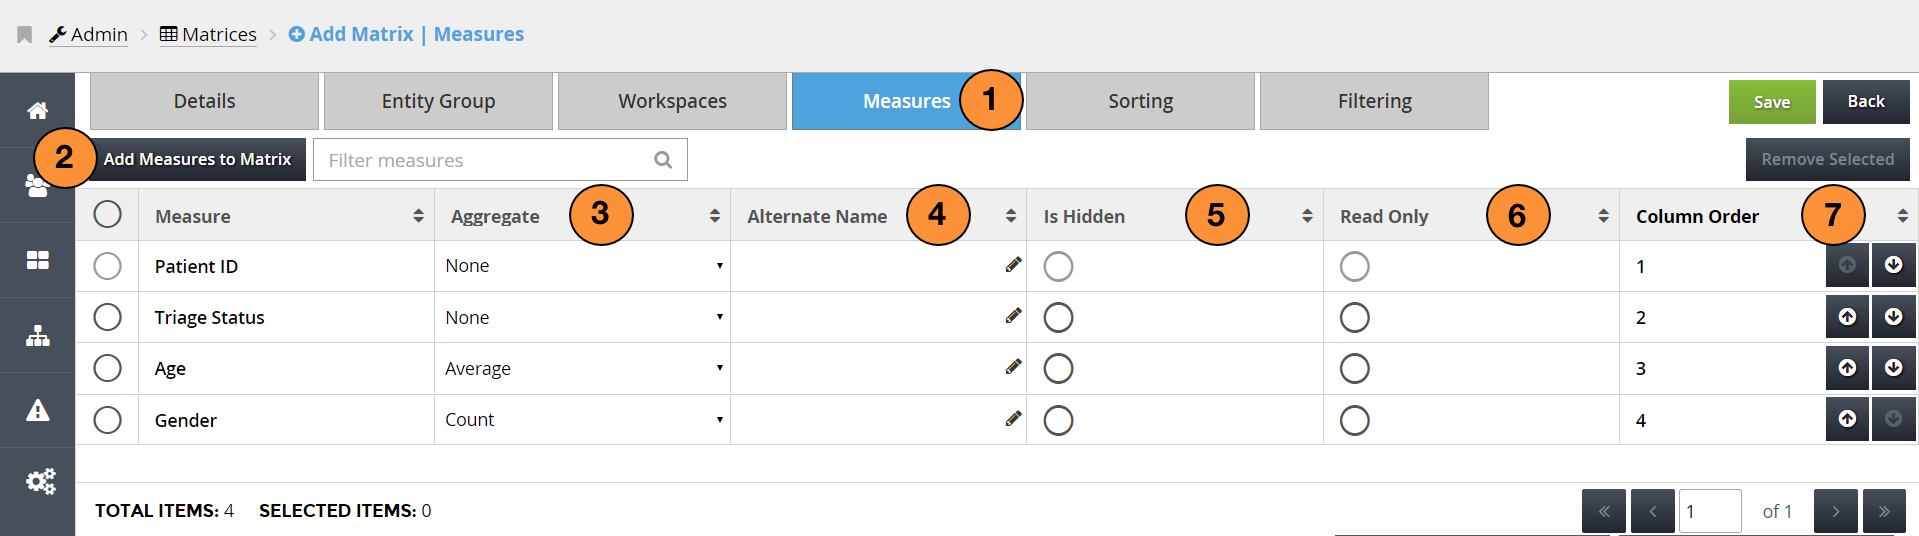 Admin > Matrices > Add Matrix | Measures
Details Entity Group Workspaces Measures 1 Sorting Filtering Save Back
2 Add Measures to Matrix Filter measures Remove Selected
Measure Aggregate 3 Alternate Name 4 Is Hidden 5 Read Only 6 Column Order 7
Patient ID None 1
Triage Status None 2
Age Average 3
Gender Count 4
TOTAL ITEMS: 4 SELECTED ITEMS: 0 « ‹ 1 of 1 › »